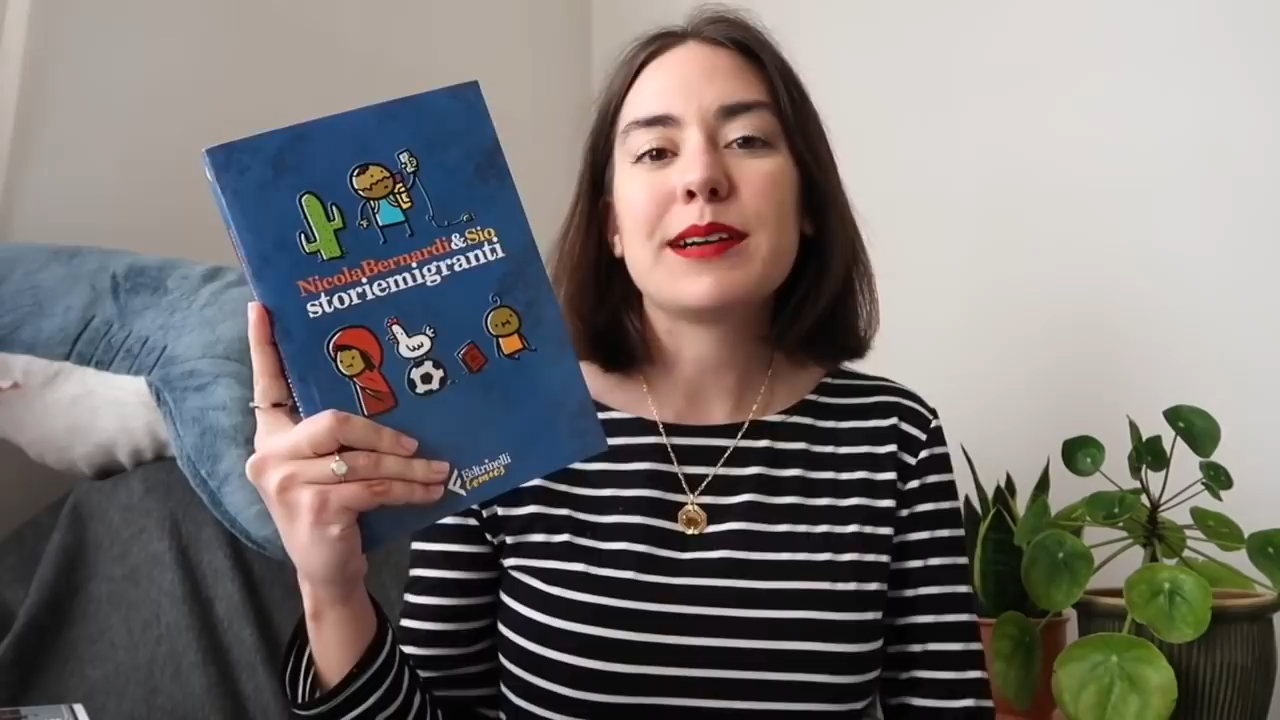 NicolaBernardi&Sio
storiemigranti
Feltrinelli
Comics